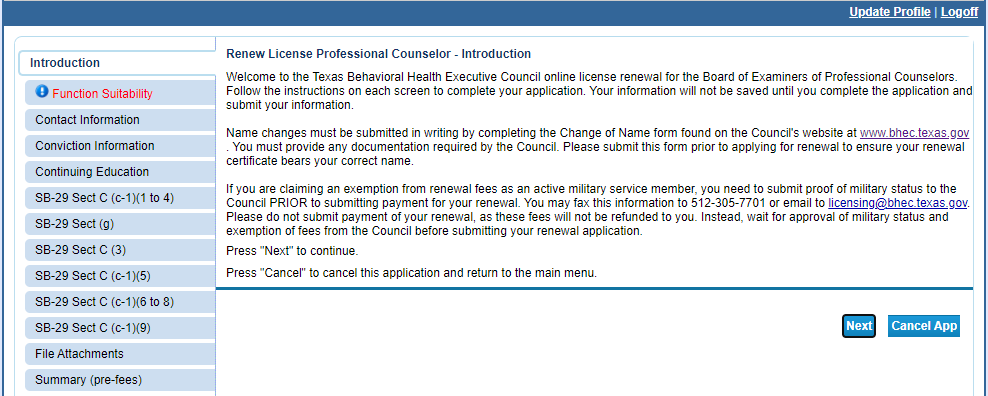 Update Profile | Logoff
Introduction
Function Suitability
Contact Information
Conviction Information
Continuing Education
SB-29 Sect C (c-1)(1 to 4)
SB-29 Sect (g)
SB-29 Sect C (3)
SB-29 Sect C (c-1)(5)
SB-29 Sect C (c-1)(6 to 8)
SB-29 Sect C (c-1)(9)
File Attachments
Summary (pre-fees)
Renew License Professional Counselor - Introduction
Welcome to the Texas Behavioral Health Executive Council online license renewal for the Board of Examiners of Professional Counselors.
Follow the instructions on each screen to complete your application. Your information will not be saved until you complete the application and
submit your information.
Name changes must be submitted in writing by completing the Change of Name form found on the Council's website at www.bhec.texas.gov
. You must provide any documentation required by the Council. Please submit this form prior to applying for renewal to ensure your renewal
certificate bears your correct name.
If you are claiming an exemption from renewal fees as an active military service member, you need to submit proof of military status to the
Council PRIOR to submitting payment for your renewal. You may fax this information to 512-305-7701 or email to licensing@bhec.texas.gov.
Please do not submit payment of your renewal, as these fees will not be refunded to you. Instead, wait for approval of military status and
exemption of fees from the Council before submitting your renewal application.
Press "Next" to continue.
Press "Cancel" to cancel this application and return to the main menu.
Next
Cancel App